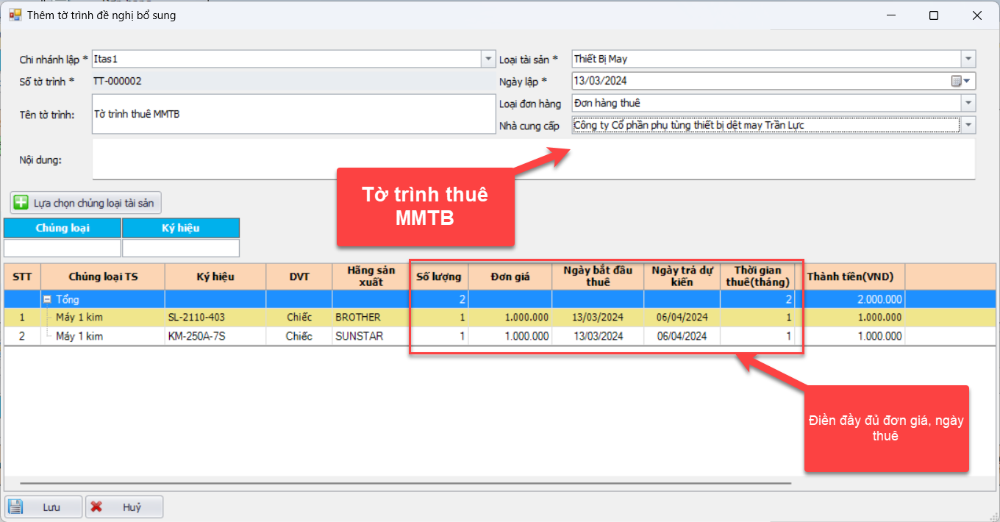 Thêm tờ trình đề nghị bổ sung
Chi nhánh lập * Itas1 Loại tài sản * Thiết Bị May
Số tờ trình * TT-000002 Ngày lập * 13/03/2024
Tên tờ trình: Tờ trình thuê MMTB Loại đơn hàng Đơn hàng thuê
Nhà cung cấp Công ty Cổ phần phụ tùng thiết bị dệt may Trần Lực
Nội dung:
Tờ trình thuê
MMTB
Lựa chọn chủng loại tài sản
Chủng loại Ký hiệu
STT Chủng loại TS Ký hiệu DVT Hãng sản xuất Số lượng Đơn giá Ngày bắt đầu thuê Ngày trả dự kiến Thời gian thuê(tháng) Thành tiền(VND)
Tổng 2 2 2.000.000
1 Máy 1 kim SL-2110-403 Chiếc BROTHER 1 1.000.000 13/03/2024 06/04/2024 1 1.000.000
2 Máy 1 kim KM-250A-7S Chiếc SUNSTAR 1 1.000.000 13/03/2024 06/04/2024 1 1.000.000
Điền đầy đủ đơn giá, ngày
thuê
Lưu Huỷ